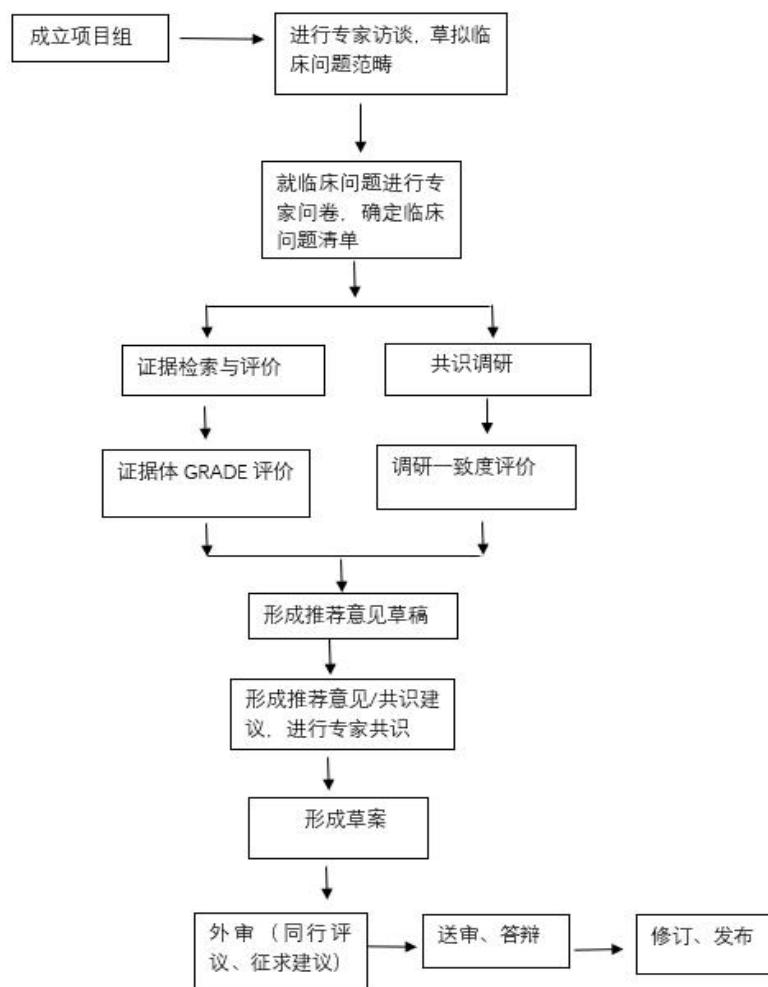 成立项目组
进行专家访谈，草拟临
床问题范畴
就临床问题进行专
家问卷，确定临床
问题清单
证据检索与评价
共识调研
证据体 GRADE 评价
调研一致度评价
形成推荐意见草稿
形成推荐意见/共识建
议，进行专家共识
形成草案
外审（同行评
议、征求建议）
送审、答辩
修订、发布